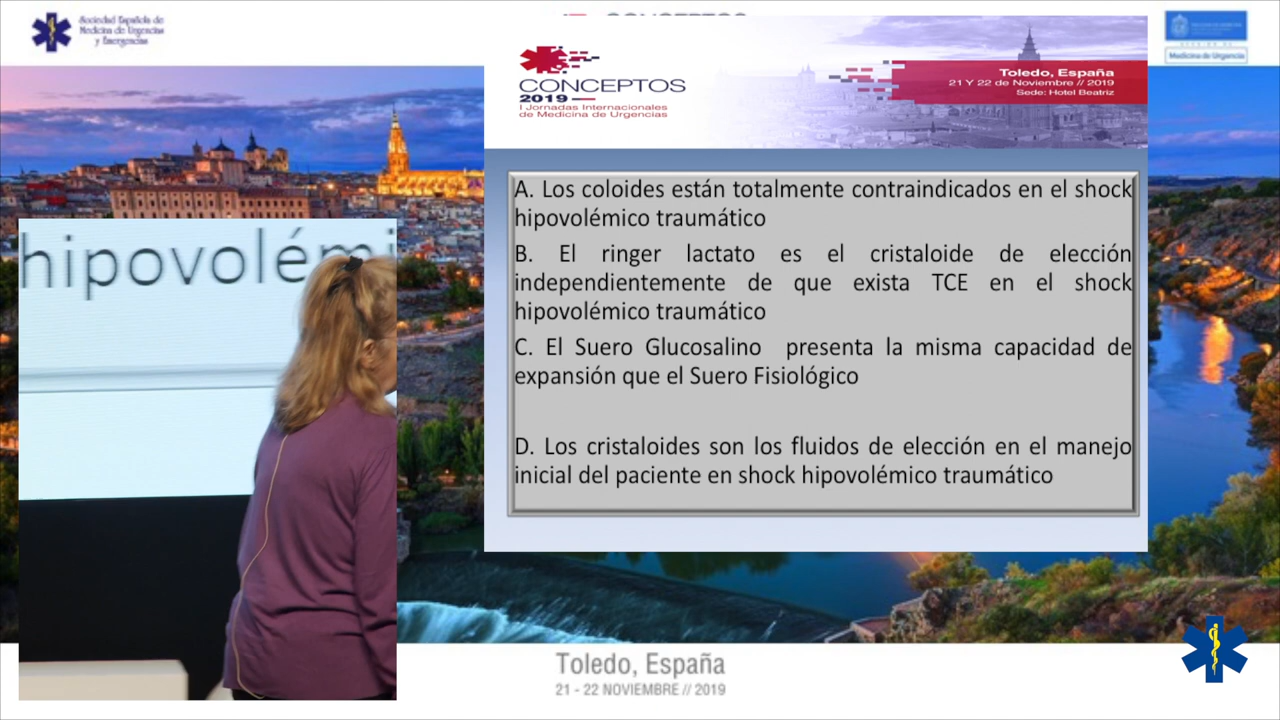 Sociedad Española de
Medicina de Urgencias
y Emergencias
CONCEPTOS
CONCEPTOS
2019
I Jornadas Internacionales
de Medicina de Urgencias
Toledo, España
21 Y 22 de Noviembre // 2019
Sede: Hotel Beatriz
Medicina de Urgencia
hipovolémi
A. Los coloides están totalmente contraindicados en el shock
hipovolémico traumático
B. El ringer lactato es el cristaloide de elección
independientemente de que exista TCE en el shock
hipovolémico traumático
C. El Suero Glucosalino presenta la misma capacidad de
expansión que el Suero Fisiológico
D. Los cristaloides son los fluidos de elección en el manejo
inicial del paciente en shock hipovolémico traumático
Toledo, España
21 - 22 NOVIEMBRE // 2019